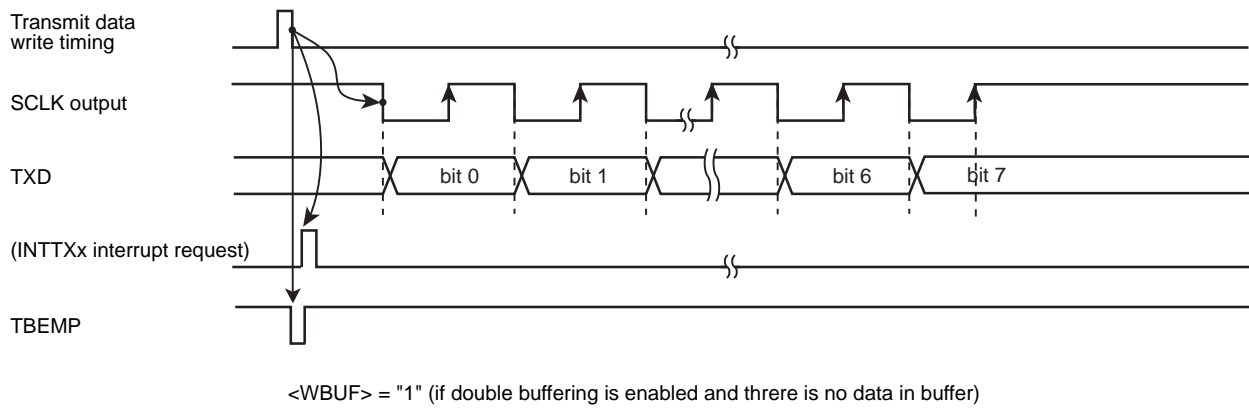 Transmit data
write timing
SCLK output
TXD
bit 0
bit 1
bit 6
bit 7
(INTTXx interrupt request)
TBEMP
<WBUF> = "1" (if double buffering is enabled and threre is no data in buffer)